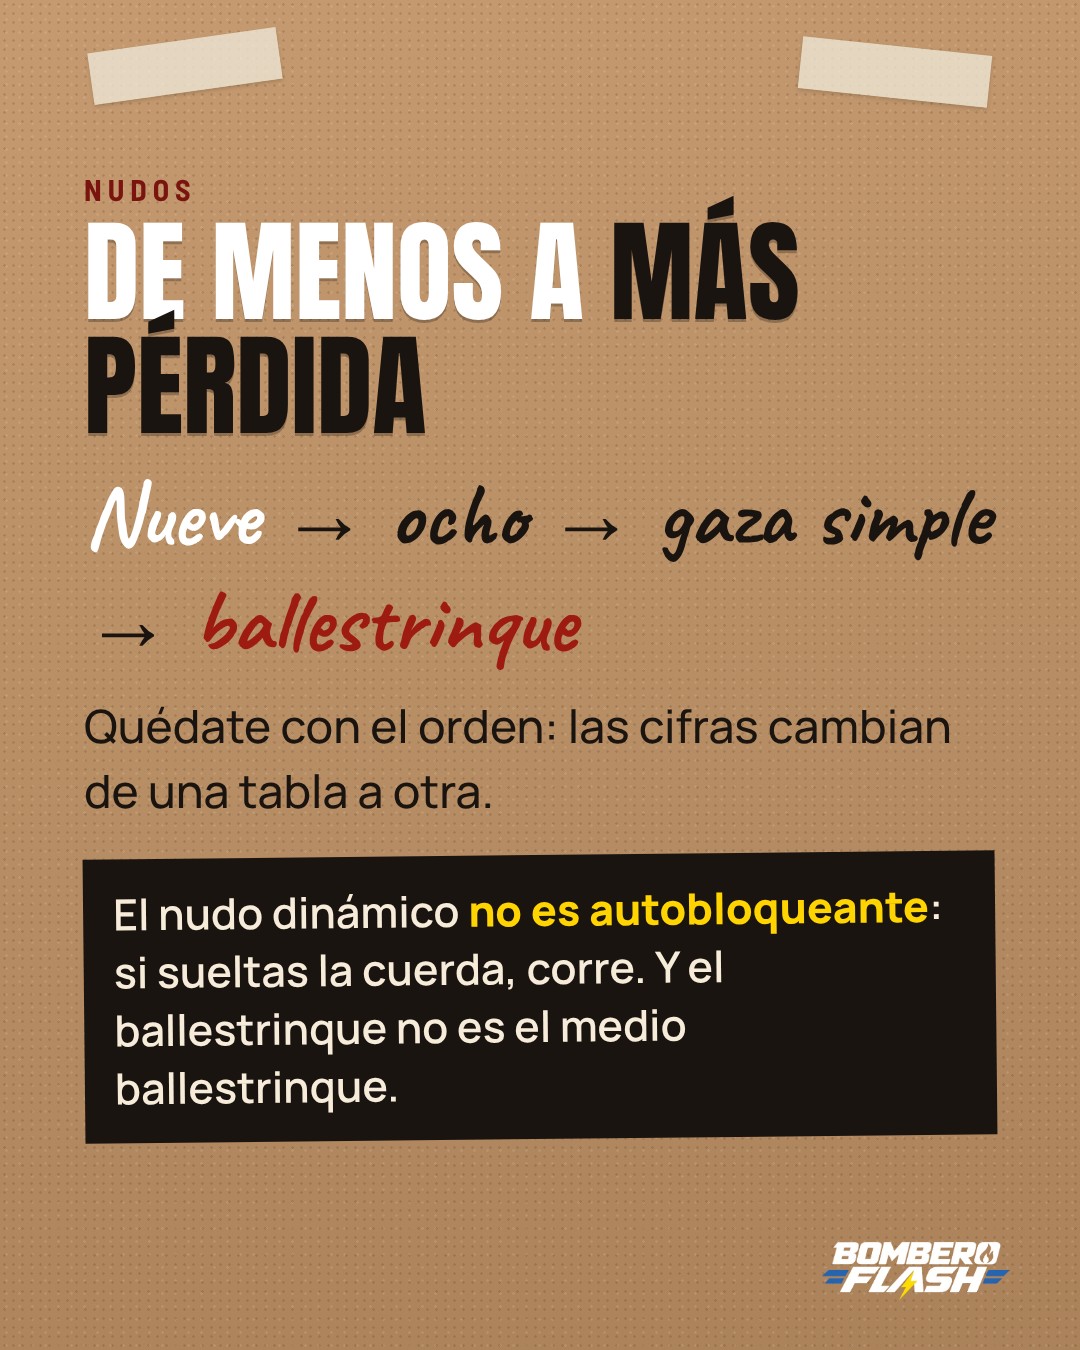 NUDOS
DE MENOS A MÁS
PÉRDIDA
Nueve → ocho → gaza simple
→ ballestrinque
Quédate con el orden: las cifras cambian
de una tabla a otra.
El nudo dinámico no es autobloqueante:
si sueltas la cuerda, corre. Y el
ballestrinque no es el medio
ballestrinque.
BOMBERO
FLASH